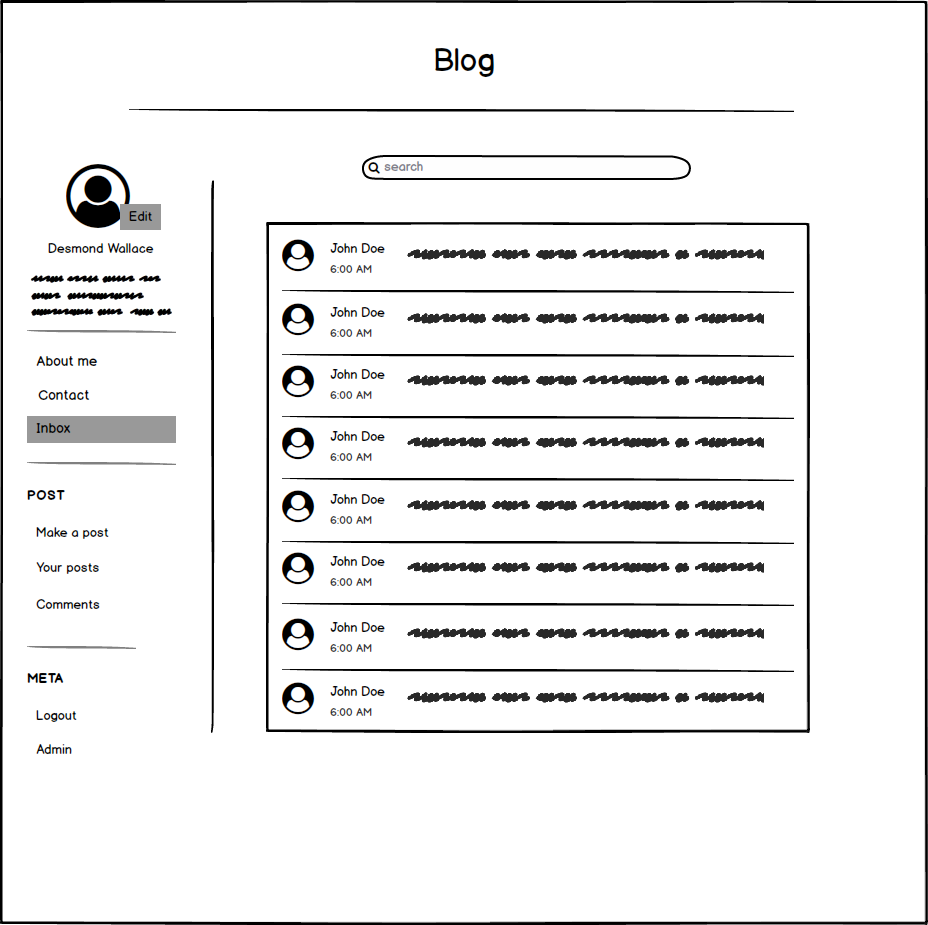 Blog
search
Edit
Desmond Wallace
About me
Contact
Inbox
POST
Make a post
Your posts
Comments
META
Logout
Admin
John Doe
6:00 AM
John Doe
6:00 AM
John Doe
6:00 AM
John Doe
6:00 AM
John Doe
6:00 AM
John Doe
6:00 AM
John Doe
6:00 AM
John Doe
6:00 AM